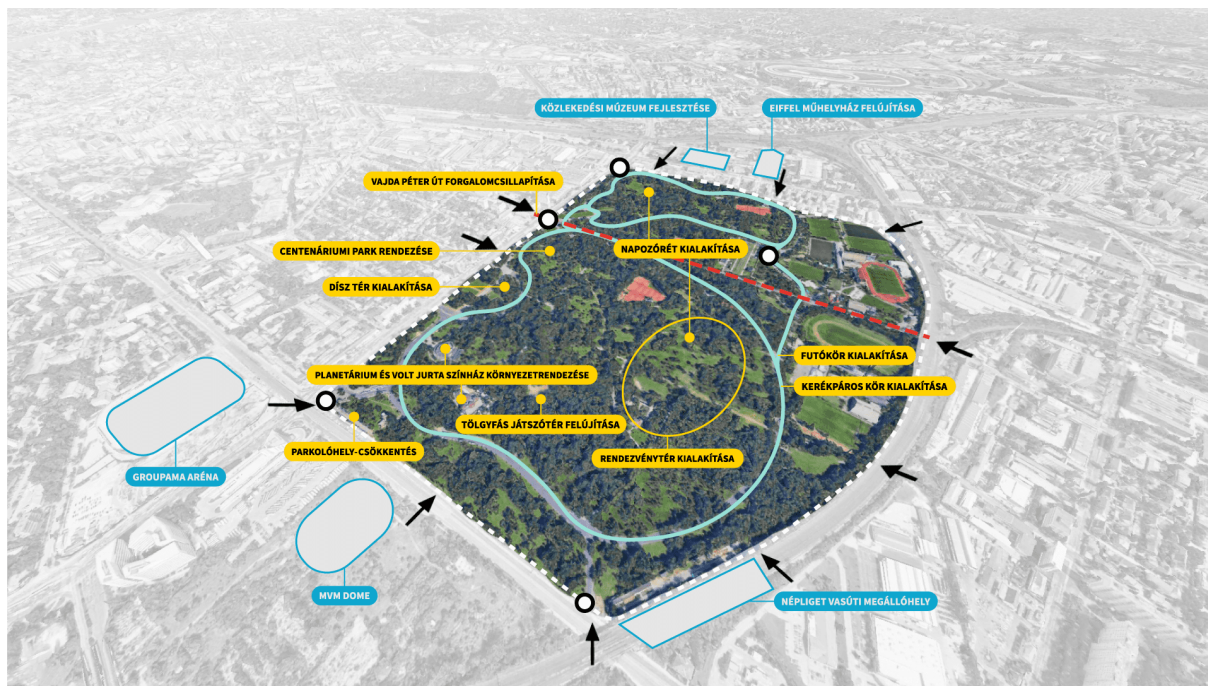 KÖZLEKEDÉSI MÚZEUM FEJLESZTÉSE
EIFFEL MŰHELYHÁZ FELÚJÍTÁSA
VAJDA PÉTER ÚT FORGALOMCSILLAPÍTÁSA
CENTENÁRIUMI PARK RENDEZÉSE
NAPOZÓRÉT KIALAKÍTÁSA
DÍSZ TÉR KIALAKÍTÁSA
FUTÓKÖR KIALAKÍTÁSA
PLANETÁRIUM ÉS VOLT JURTA SZÍNHÁZ KÖRNYEZETRENDEZÉSE
KERÉKPÁROS KÖR KIALAKÍTÁSA
TÖLGYFÁS JÁTSZÓTÉR FELÚJÍTÁSA
PARKOLÓHELY-CSÖKKENTÉS
RENDEZVÉNYTÉR KIALAKÍTÁSA
GROUPAMA ARÉNA
MVM DOME
NÉPLIGET VASÚTI MEGÁLLÓHELY